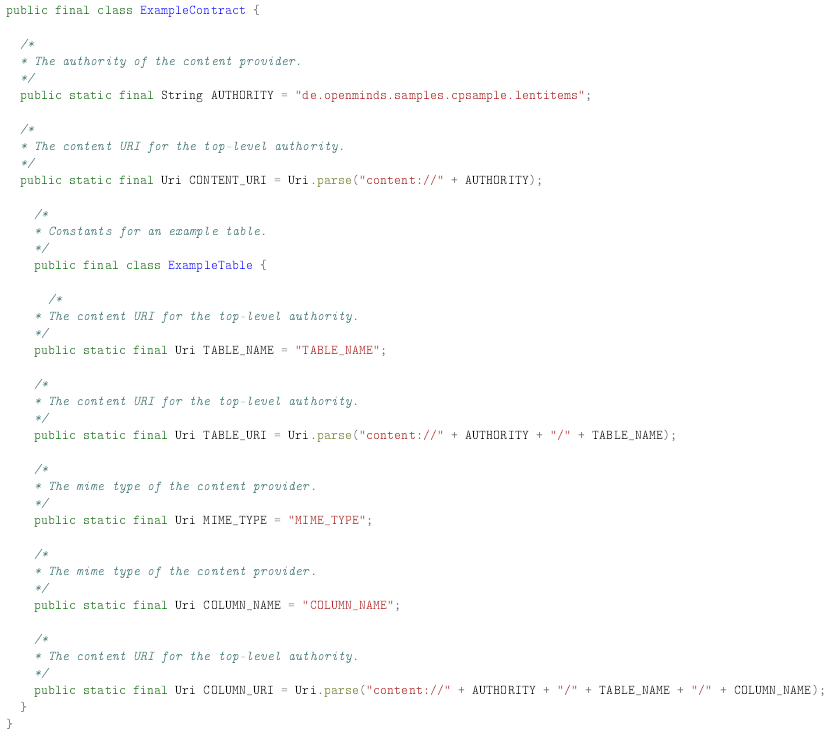 public final class ExampleContract {
/*
* The authority of the content provider.
*/
public static final String AUTHORITY = "de.openminds.samples.cpsample.lentitems";
/*
* The content URI for the top-level authority.
*/
public static final Uri CONTENT_URI = Uri.parse("content://" + AUTHORITY);
/*
* Constants for an example table.
*/
public final class ExampleTable {
/*
* The content URI for the top-level authority.
*/
public static final Uri TABLE_NAME = "TABLE_NAME";
/*
* The content URI for the top-level authority.
*/
public static final Uri TABLE_URI = Uri.parse("content://" + AUTHORITY + "/" + TABLE_NAME);
/*
* The mime type of the content provider.
*/
public static final Uri MIME_TYPE = "MIME_TYPE";
/*
* The mime type of the content provider.
*/
public static final Uri COLUMN_NAME = "COLUMN_NAME";
/*
* The content URI for the top-level authority.
*/
public static final Uri COLUMN_URI = Uri.parse("content://" + AUTHORITY + "/" + TABLE_NAME + "/" + COLUMN_NAME);
}
}